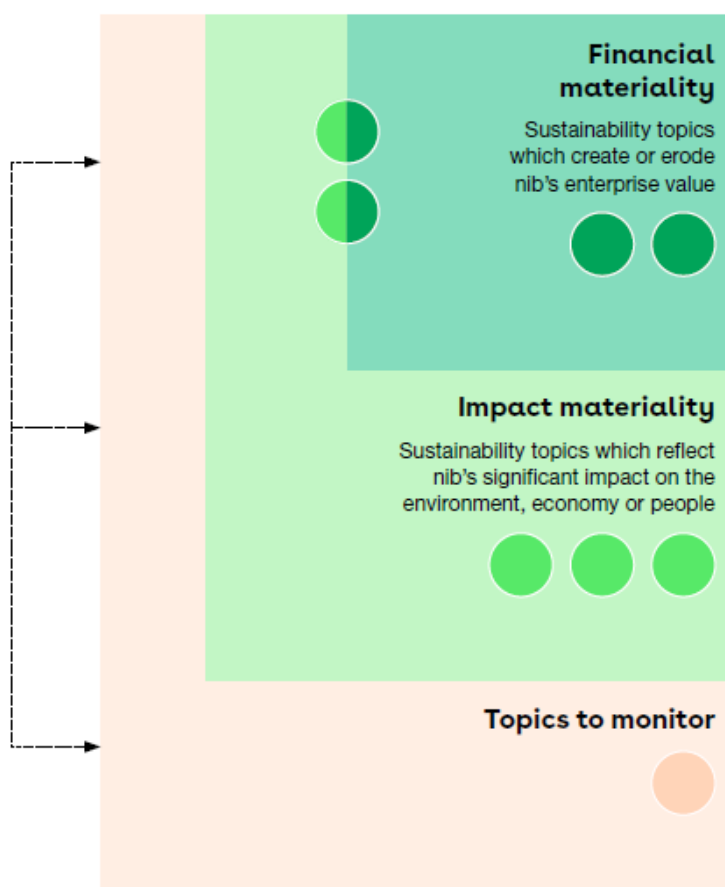 Financial
materiality
Sustainability topics
which create or erode
nib's enterprise value
Impact materiality
Sustainability topics which reflect
nib's significant impact on the
environment, economy or people
Topics to monitor